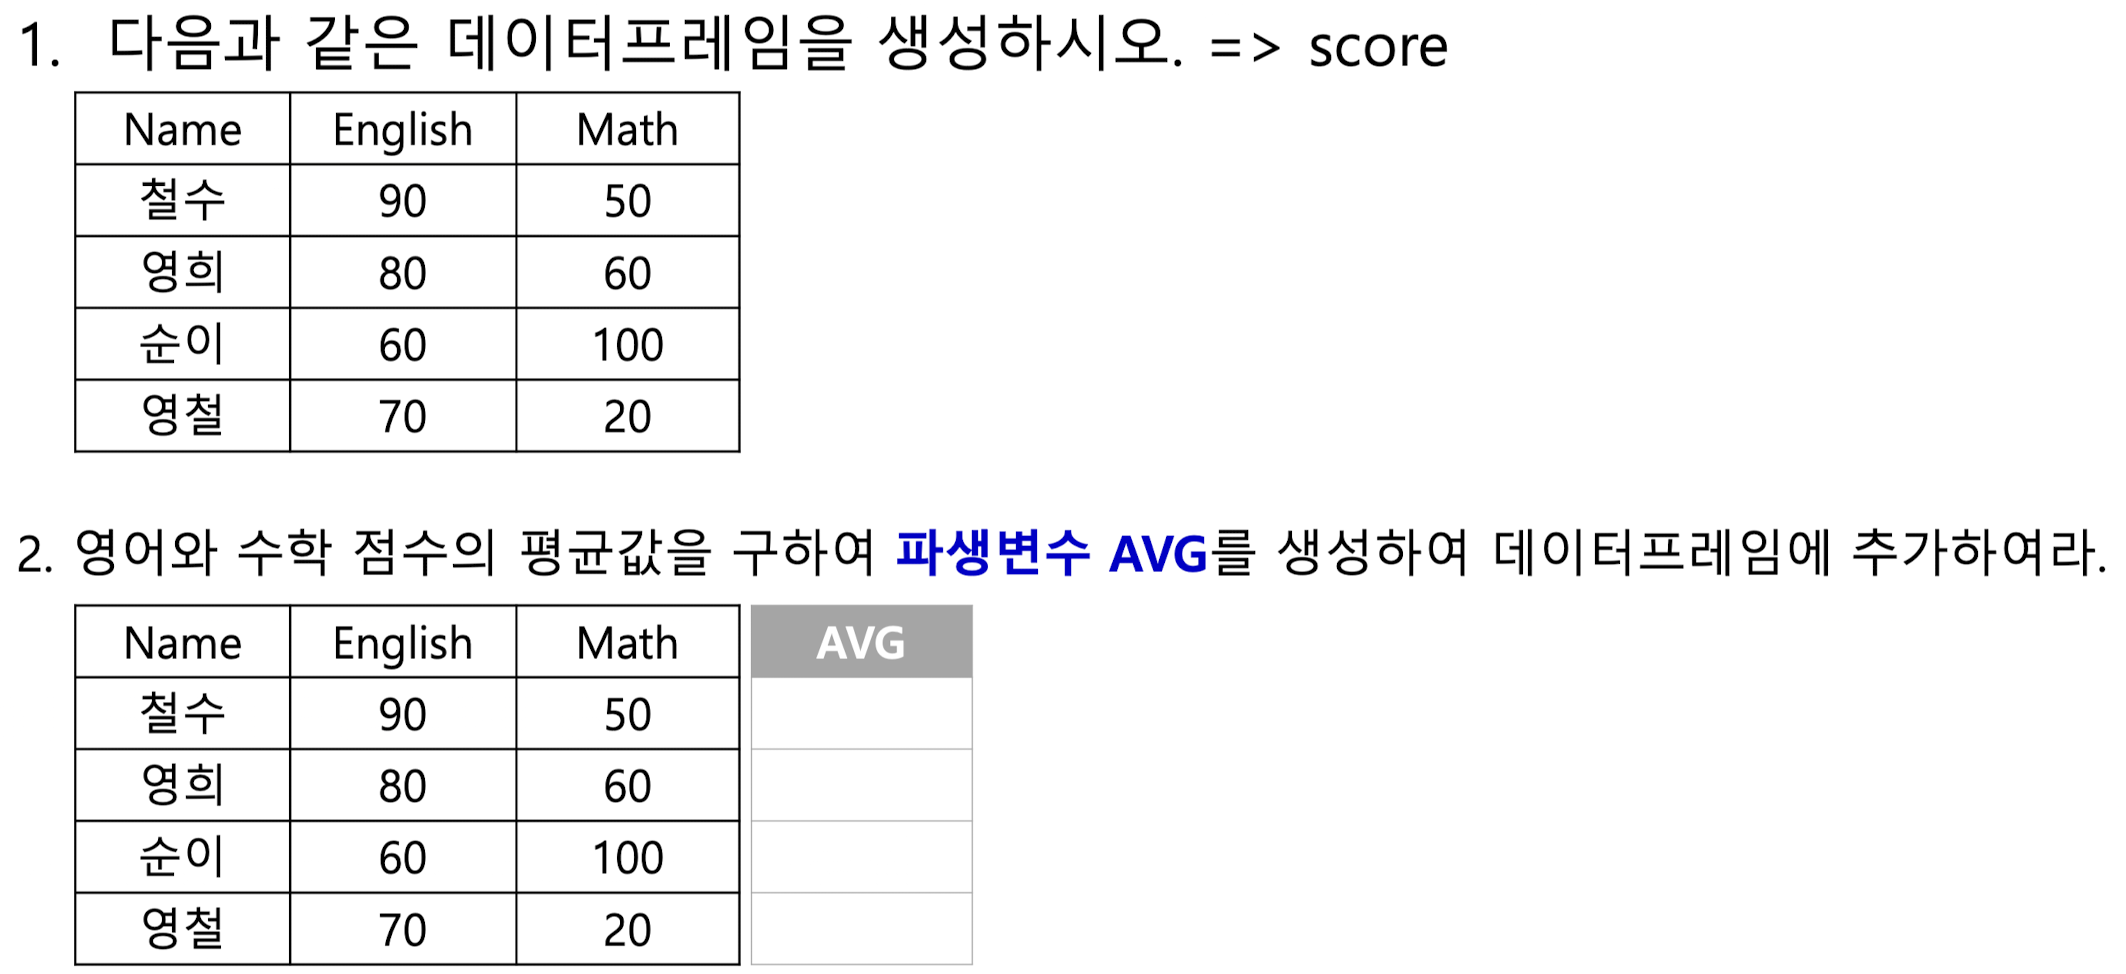 1. 다음과 같은 데이터프레임을 생성하시오. => score
Name English Math
철수 90 50
영희 80 60
순이 60 100
영철 70 20
2. 영어와 수학 점수의 평균값을 구하여 파생변수 AVG를 생성하여 데이터프레임에 추가하여라.
Name English Math AVG
철수 90 50
영희 80 60
순이 60 100
영철 70 20